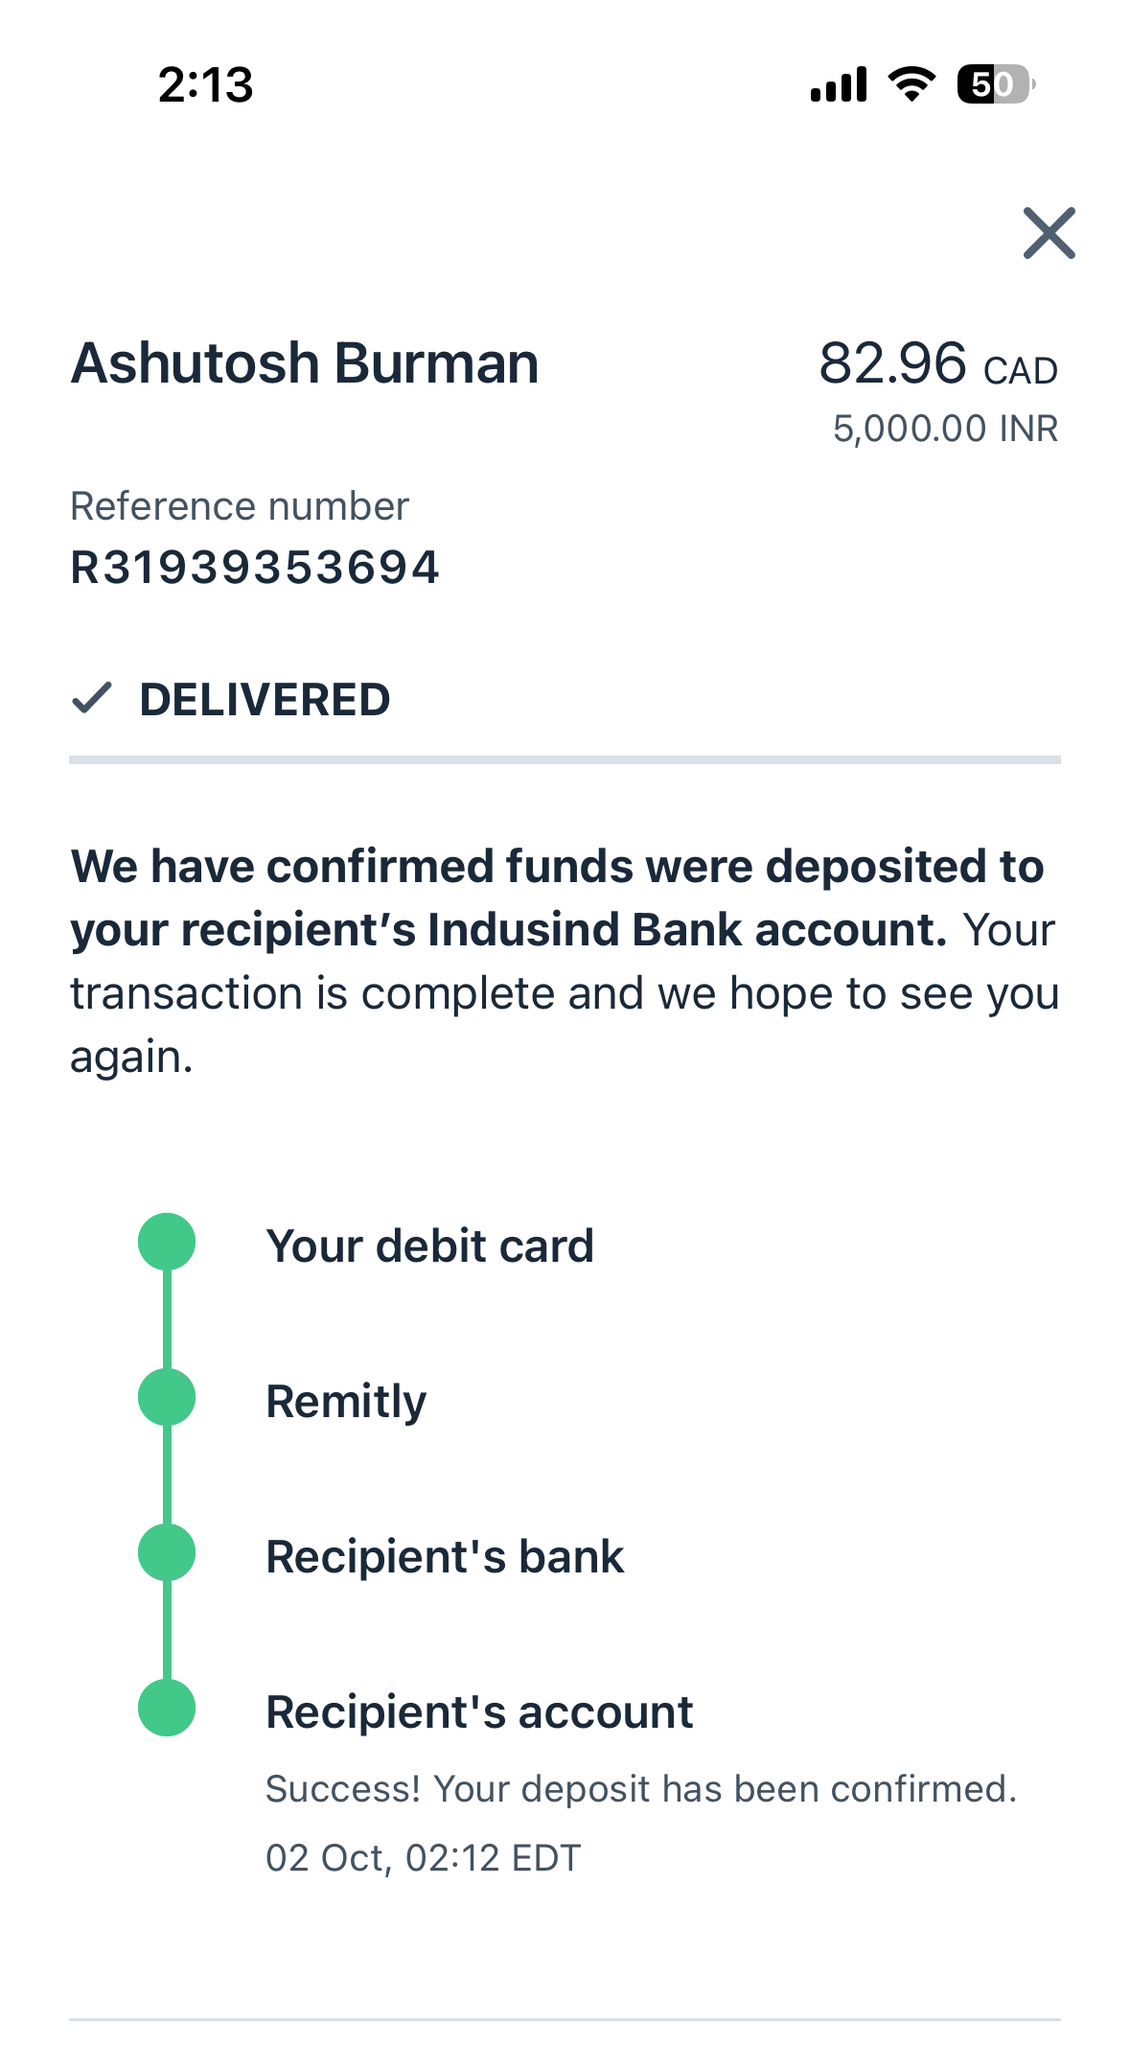 2:13
50
Ashutosh Burman
82.96 CAD
5,000.00 INR
Reference number
R31939353694
DELIVERED
We have confirmed funds were deposited to
your recipient’s Indusind Bank account. Your
transaction is complete and we hope to see you
again.
Your debit card
Remitly
Recipient's bank
Recipient's account
Success! Your deposit has been confirmed.
02 Oct, 02:12 EDT